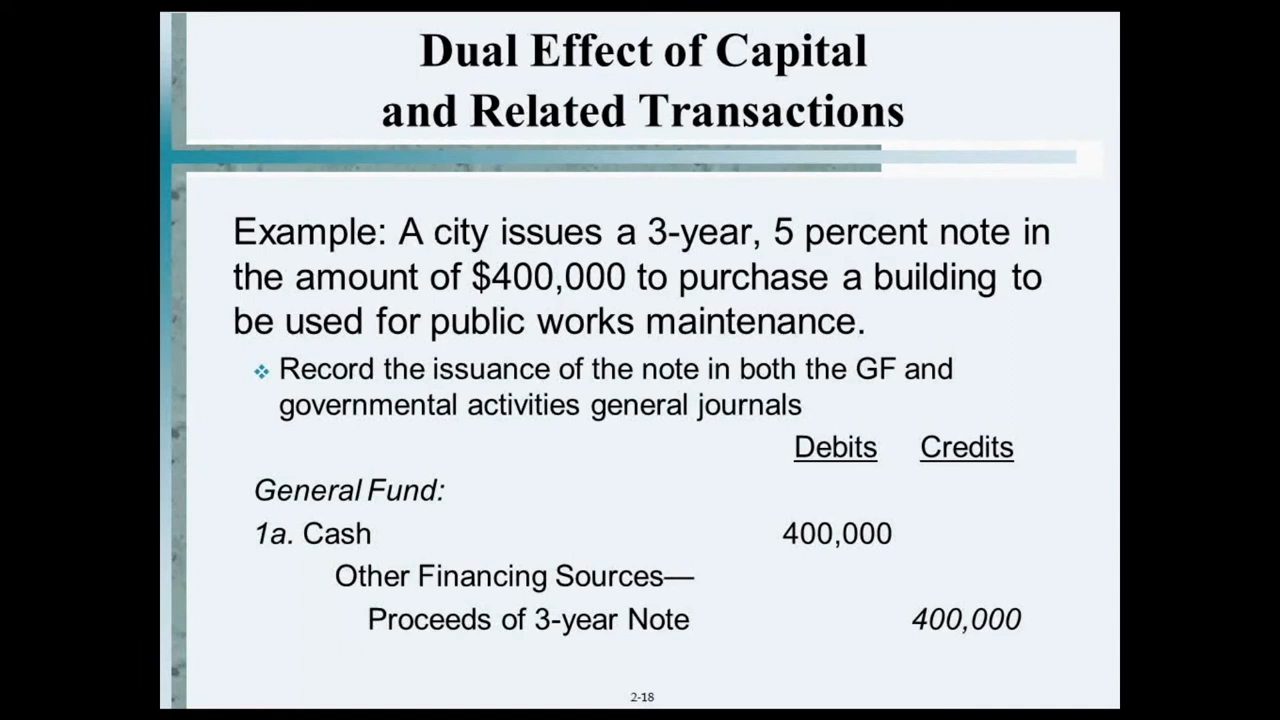 Dual Effect of Capital
and Related Transactions
Example: A city issues a 3-year, 5 percent note in
the amount of $400,000 to purchase a building to
be used for public works maintenance.
❖ Record the issuance of the note in both the GF and
governmental activities general journals
Debits Credits
General Fund:
1a. Cash 400,000
Other Financing Sources—
Proceeds of 3-year Note 400,000
2-18